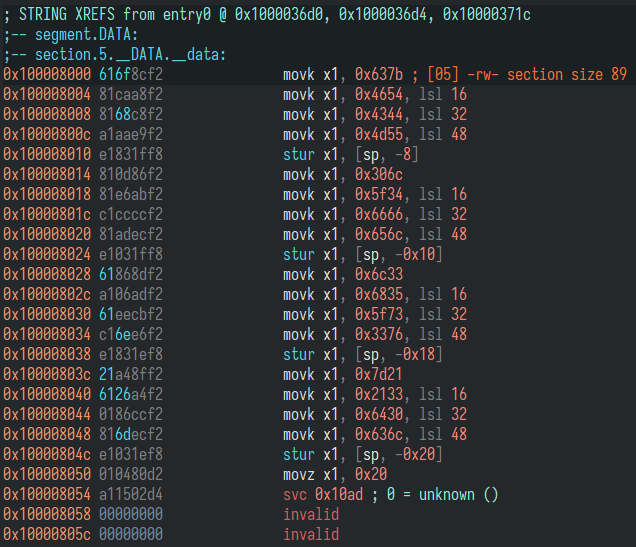 ; STRING XREFS from entry0 @ 0x1000036d0, 0x1000036d4, 0x10000371c
;-- segment.DATA:
;-- section.5.__DATA.__data:
0x100008000 616f8cf2 movk x1, 0x637b ; [05] -rw- section size 89
0x100008004 81caa8f2 movk x1, 0x4654, lsl 16
0x100008008 8168c8f2 movk x1, 0x4344, lsl 32
0x10000800c a1aae9f2 movk x1, 0x4d55, lsl 48
0x100008010 e1831ff8 stur x1, [sp, -8]
0x100008014 810d86f2 movk x1, 0x306c
0x100008018 81e6abf2 movk x1, 0x5f34, lsl 16
0x10000801c c1ccccf2 movk x1, 0x6666, lsl 32
0x100008020 81adecf2 movk x1, 0x656c, lsl 48
0x100008024 e1031ff8 stur x1, [sp, -0x10]
0x100008028 61868df2 movk x1, 0x6c33
0x10000802c a106adf2 movk x1, 0x6835, lsl 16
0x100008030 61eecbf2 movk x1, 0x5f73, lsl 32
0x100008034 c16ee6f2 movk x1, 0x3376, lsl 48
0x100008038 e1831ef8 stur x1, [sp, -0x18]
0x10000803c 21a48ff2 movk x1, 0x7d21
0x100008040 6126a4f2 movk x1, 0x2133, lsl 16
0x100008044 0186ccf2 movk x1, 0x6430, lsl 32
0x100008048 816decf2 movk x1, 0x636c, lsl 48
0x10000804c e1031ef8 stur x1, [sp, -0x20]
0x100008050 010480d2 movz x1, 0x20
0x100008054 a11502d4 svc 0x10ad ; 0 = unknown ()
0x100008058 00000000 invalid
0x10000805c 00000000 invalid